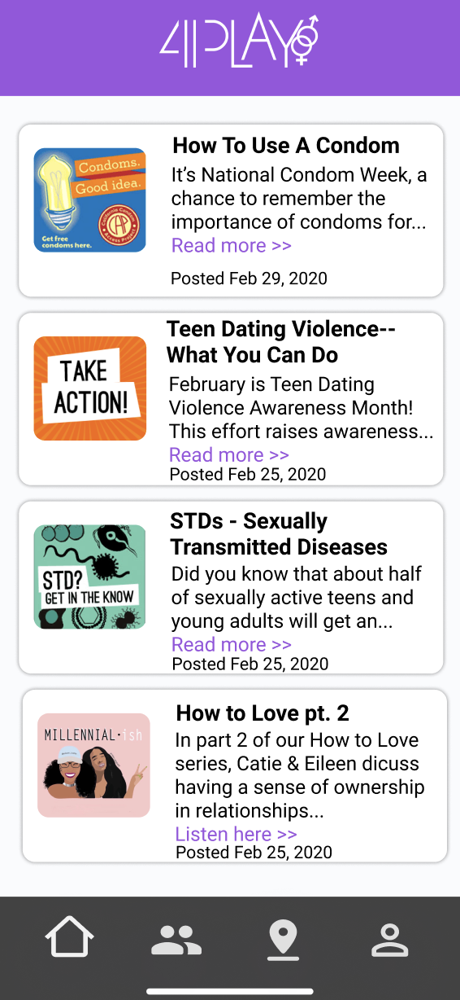 4PLAY
How To Use A Condom
Condoms.
Good idea.
Get free
condoms here.
California Condom
Access Project
CAP
It’s National Condom Week, a
chance to remember the
importance of condoms for...
Read more >>
Posted Feb 29, 2020
Teen Dating Violence--
What You Can Do
TAKE
ACTION!
February is Teen Dating
Violence Awareness Month!
This effort raises awareness...
Read more >>
Posted Feb 25, 2020
STDs - Sexually
Transmitted Diseases
STD?
GET IN THE KNOW
Did you know that about half
of sexually active teens and
young adults will get an...
Read more >>
Posted Feb 25, 2020
How to Love pt. 2
MILLENNIAL·ish
In part 2 of our How to Love
series, Catie & Eileen dicuss
having a sense of ownership
in relationships...
Listen here >>
Posted Feb 25, 2020